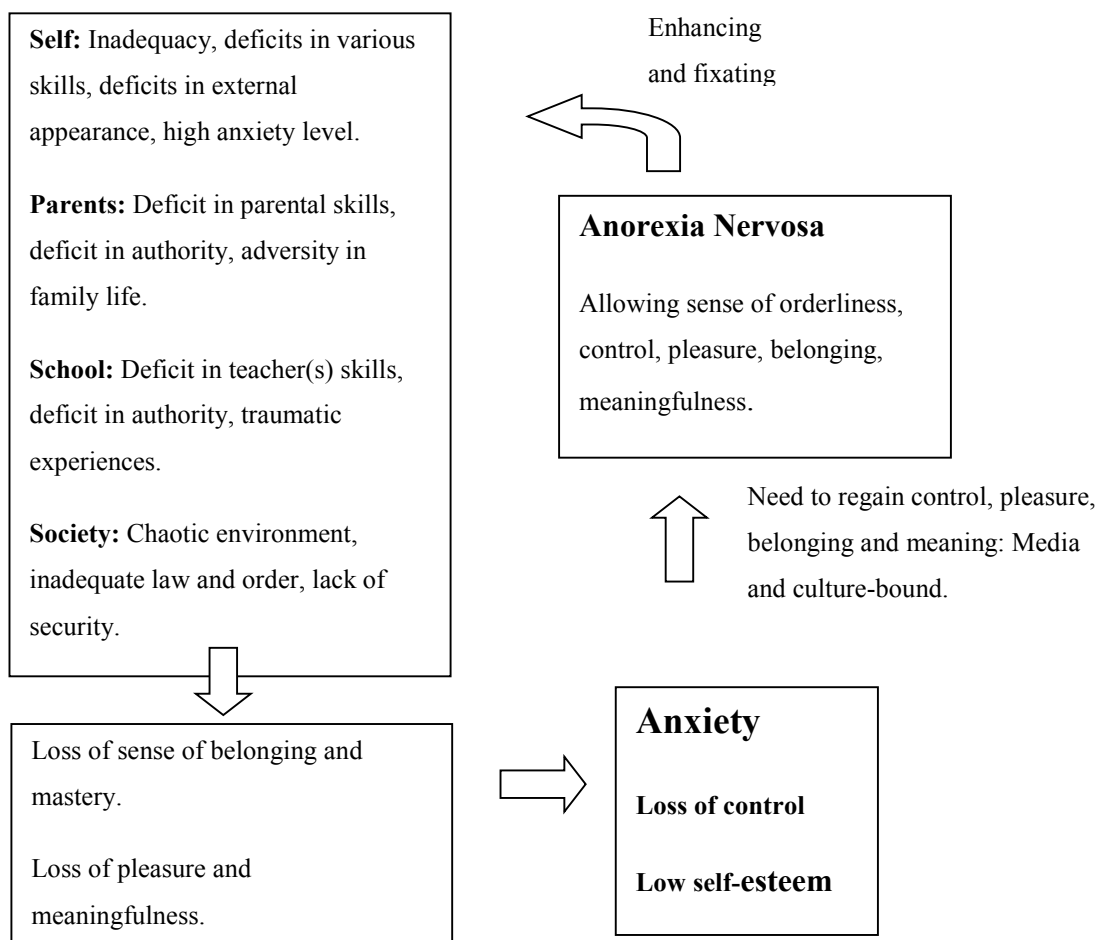 Self: Inadequacy, deficits in various
skills, deficits in external
appearance, high anxiety level.
Parents: Deficit in parental skills,
deficit in authority, adversity in
family life.
School: Deficit in teacher(s) skills,
deficit in authority, traumatic
experiences.
Society: Chaotic environment,
inadequate law and order, lack of
security.
Loss of sense of belonging and
mastery.
Loss of pleasure and
meaningfulness.
Anxiety
Loss of control
Low self-esteem
Need to regain control, pleasure,
belonging and meaning: Media
and culture-bound.
Anorexia Nervosa
Allowing sense of orderliness,
control, pleasure, belonging,
meaningfulness.
Enhancing
and fixating